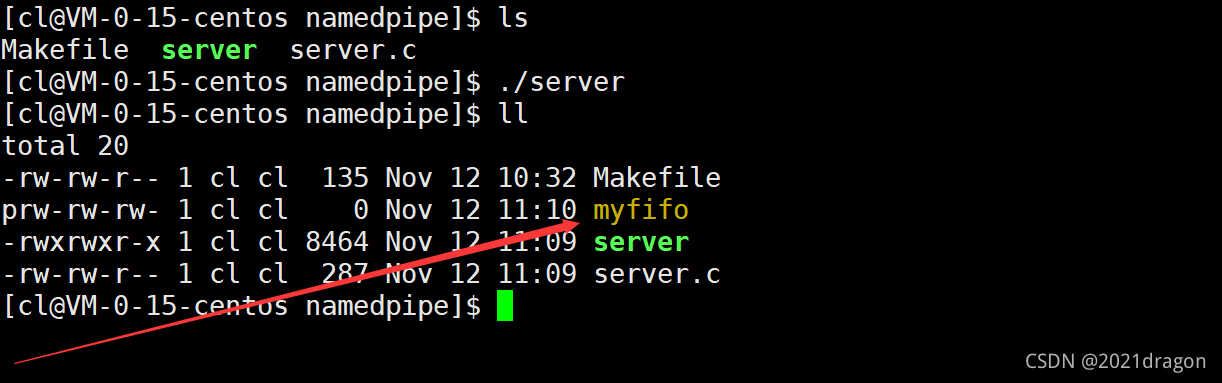 [cl@VM-0-15-centos namedpipe]$ ls
Makefile  server  server.c
[cl@VM-0-15-centos namedpipe]$ ./server
[cl@VM-0-15-centos namedpipe]$ ll
total 20
-rw-rw-r-- 1 cl cl  135 Nov 12 10:32 Makefile
prw-rw-rw- 1 cl cl    0 Nov 12 11:10 myfifo
-rwxrwxr-x 1 cl cl 8464 Nov 12 11:09 server
-rw-rw-r-- 1 cl cl  287 Nov 12 11:09 server.c
[cl@VM-0-15-centos namedpipe]$
CSDN @2021dragon